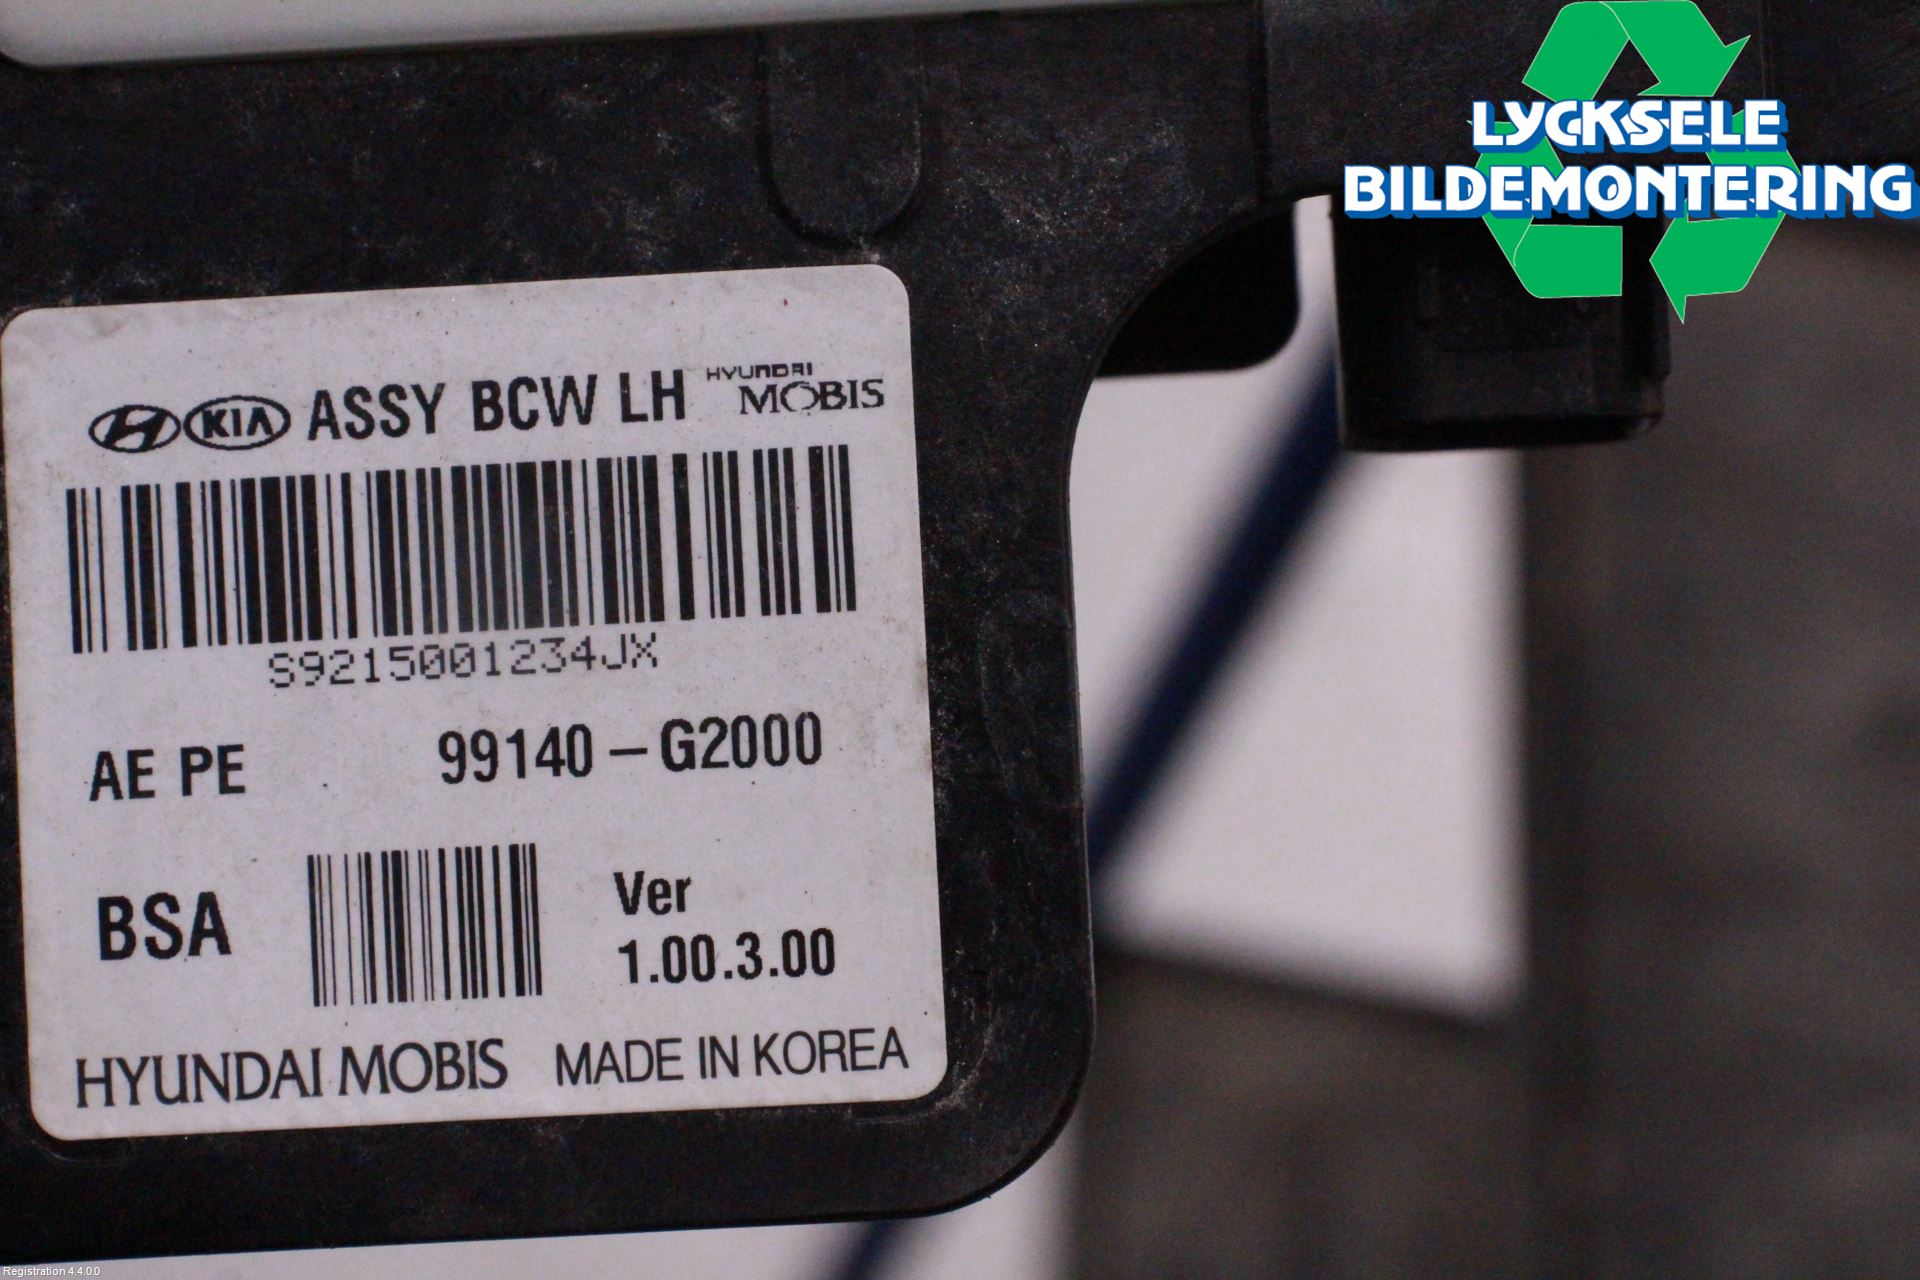 LYCKSELE
BILDEMONTERING
KIA ASSY BCW LH HYUNDAI MOBIS
S9215001234JX
AE PE 99140-G2000
BSA Ver 1.00.3.00
HYUNDAI MOBIS MADE IN KOREA
Registration 4.4.0.0